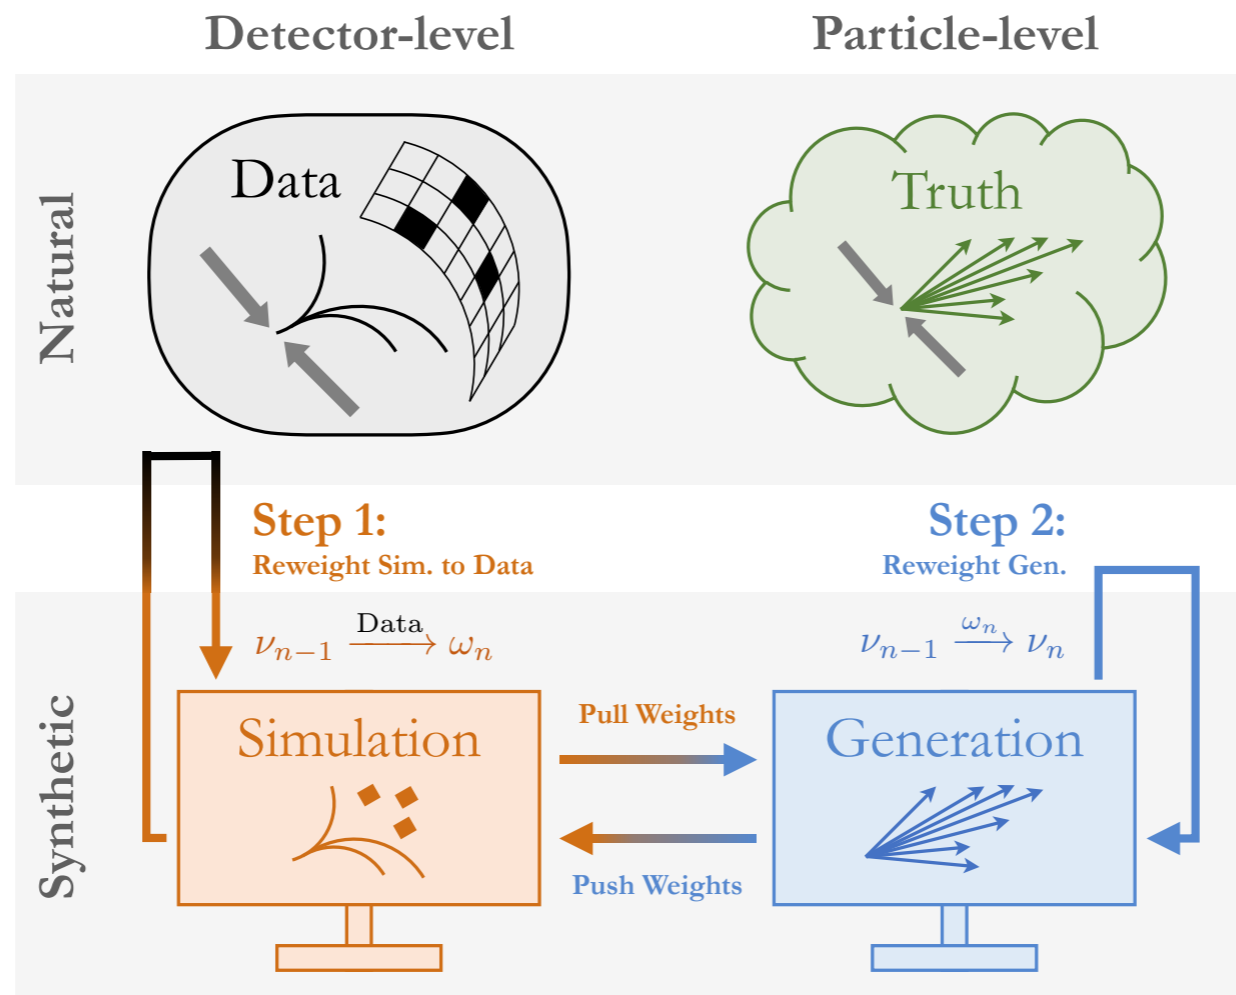 Detector-level
Particle-level
Natural
Data
Truth
Step 1:
Reweight Sim. to Data
Step 2:
Reweight Gen.
Synthetic
νₙ₋₁ —Data→ ωₙ
νₙ₋₁ —ωₙ→ νₙ
Simulation
Pull Weights
Push Weights
Generation